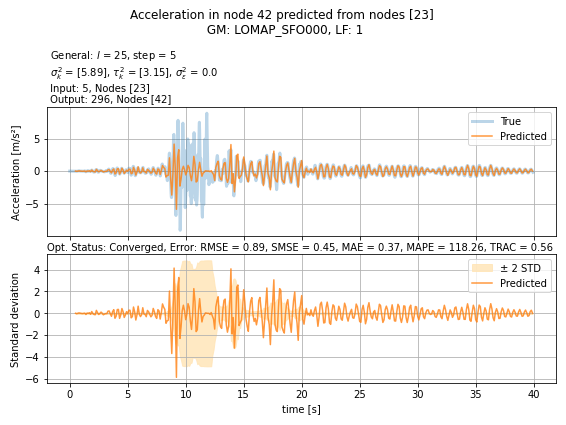 Acceleration in node 42 predicted from nodes [23]
GM: LOMAP_SFO000, LF: 1
General: l = 25, step = 5
σ²ₖ = [5.89], τ²ₖ = [3.15], σ²ε = 0.0
Input: 5, Nodes [23]
Output: 296, Nodes [42]
Acceleration [m/s²]
5
0
−5
True
Predicted
Opt. Status: Converged, Error: RMSE = 0.89, SMSE = 0.45, MAE = 0.37, MAPE = 118.26, TRAC = 0.56
Standard deviation
4
2
0
−2
−4
−6
± 2 STD
Predicted
0 5 10 15 20 25 30 35 40
time [s]